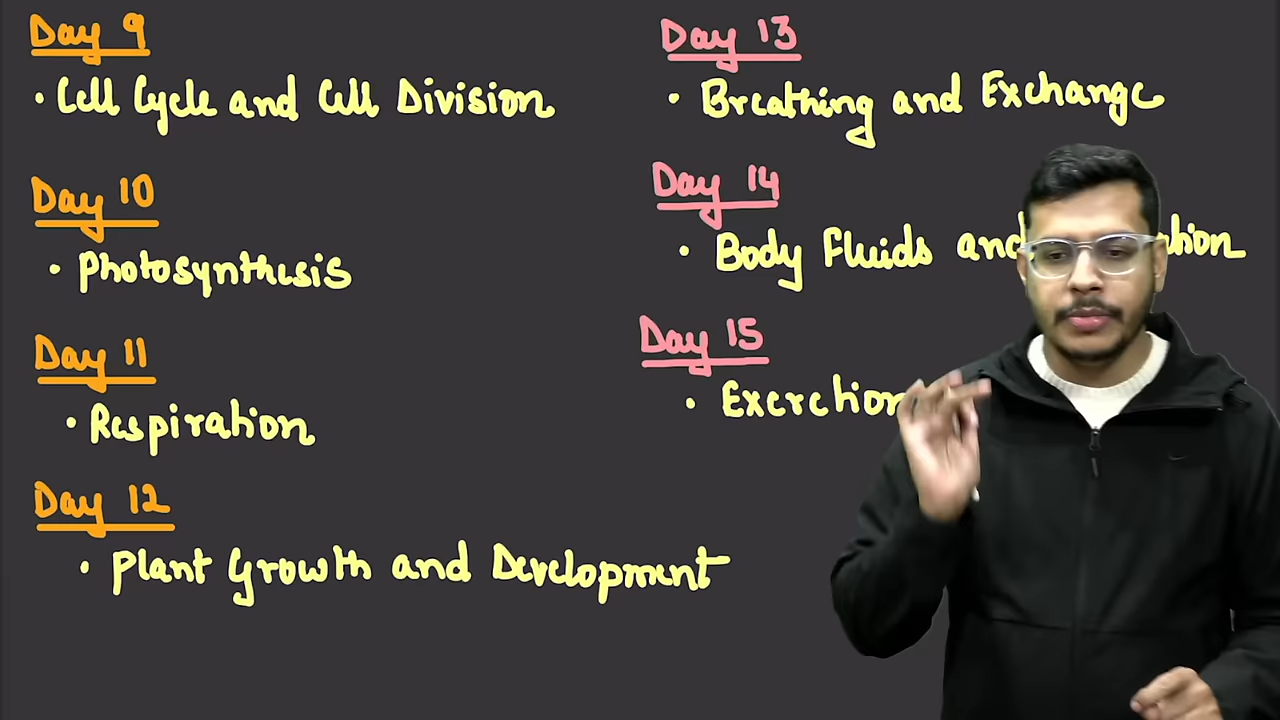 Day 9
• Cell Cycle and Cell Division
Day 10
• Photosynthesis
Day 11
• Respiration
Day 12
• Plant Growth and Development
Day 13
• Breathing and Exchange
Day 14
• Body Fluids and
Day 15
• Excretion